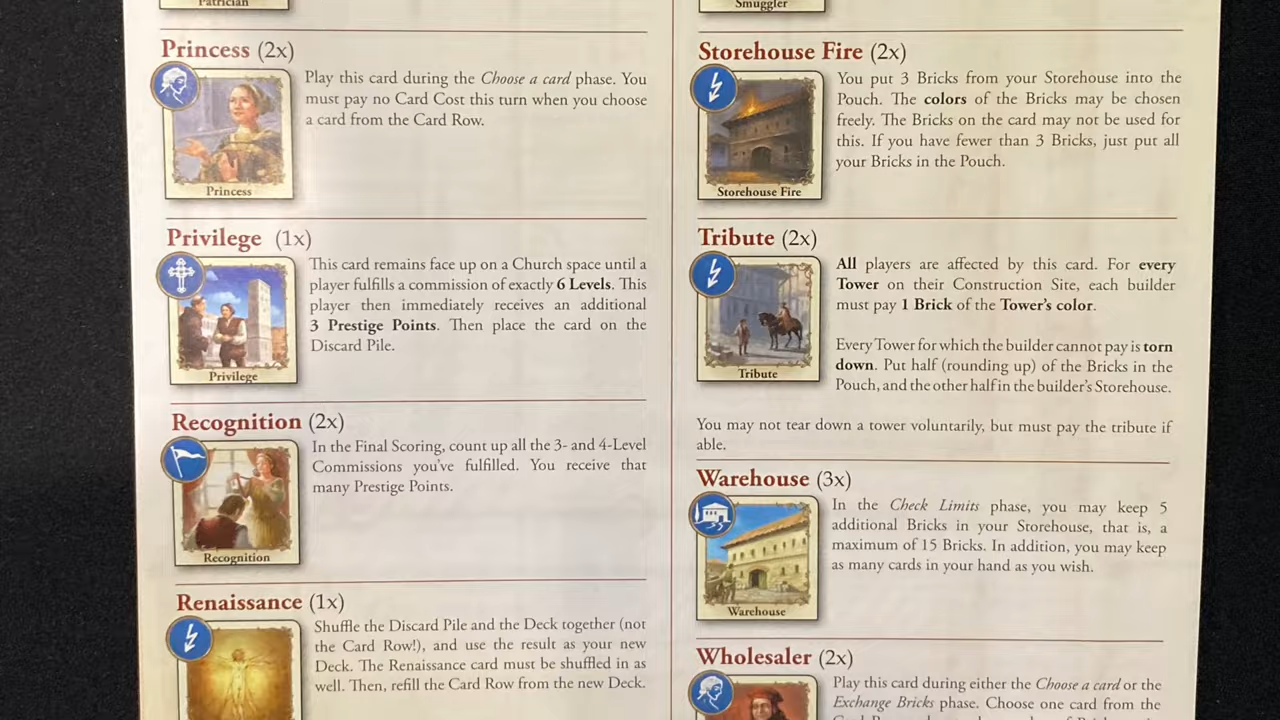 Patrician
Princess (2x)
Play this card during the Choose a card phase. You
must pay no Card Cost this turn when you choose
a card from the Card Row.
Princess
Privilege (1x)
This card remains face up on a Church space until a
player fulfills a commission of exactly 6 Levels. This
player then immediately receives an additional
3 Prestige Points. Then place the card on the
Discard Pile.
Privilege
Recognition (2x)
In the Final Scoring, count up all the 3- and 4-Level
Commissions you've fulfilled. You receive that
many Prestige Points.
Recognition
Renaissance (1x)
Shuffle the Discard Pile and the Deck together (not
the Card Row!), and use the result as your new
Deck. The Renaissance card must be shuffled in as
well. Then, refill the Card Row from the new Deck.
Smuggler
Storehouse Fire (2x)
You put 3 Bricks from your Storehouse into the
Pouch. The colors of the Bricks may be chosen
freely. The Bricks on the card may not be used for
this. If you have fewer than 3 Bricks, just put all
your Bricks in the Pouch.
Storehouse Fire
Tribute (2x)
All players are affected by this card. For every
Tower on their Construction Site, each builder
must pay 1 Brick of the Tower's color.
Every Tower for which the builder cannot pay is torn
down. Put half (rounding up) of the Bricks in the
Pouch, and the other half in the builder's Storehouse.
Tribute
You may not tear down a tower voluntarily, but must pay the tribute if
able.
Warehouse (3x)
In the Check Limits phase, you may keep 5
additional Bricks in your Storehouse, that is, a
maximum of 15 Bricks. In addition, you may keep
as many cards in your hand as you wish.
Warehouse
Wholesaler (2x)
Play this card during either the Choose a card or the
Exchange Bricks phase. Choose one card from the